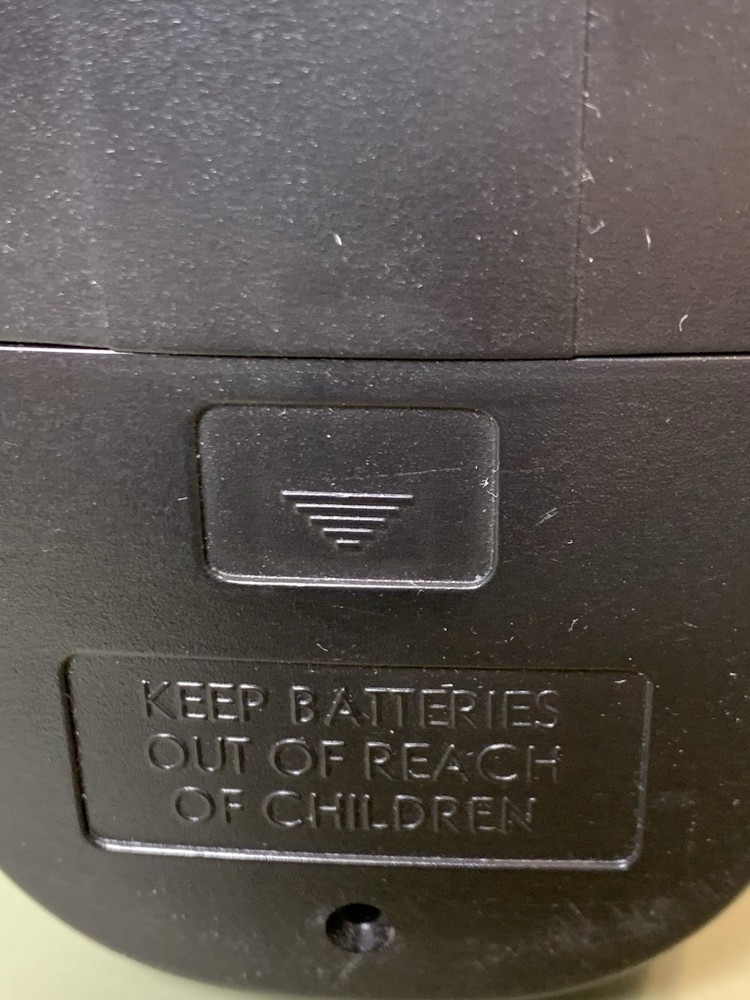 KEEP BATTERIES
OUT OF REACH
OF CHILDREN